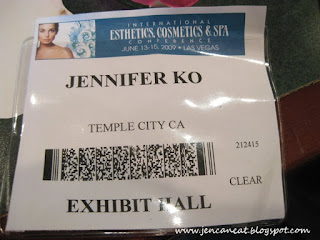 INTERNATIONAL
ESTHETICS, COSMETICS & SPA
CONFERENCE
JUNE 13-15, 2009 • LAS VEGAS
JENNIFER KO
TEMPLE CITY CA
212415
CLEAR
EXHIBIT HALL
www.jencaneat.blogspot.com